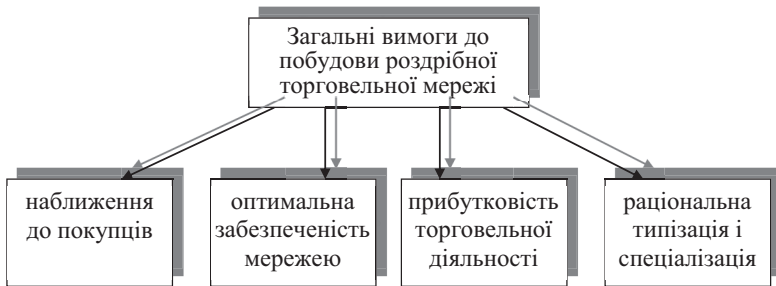 Загальні вимоги до
побудови роздрібної
торговельної мережі
наближення
до покупців
оптимальна
забезпеченість
мережею
прибутковість
торговельної
діяльності
раціональна
типізація і
спеціалізація